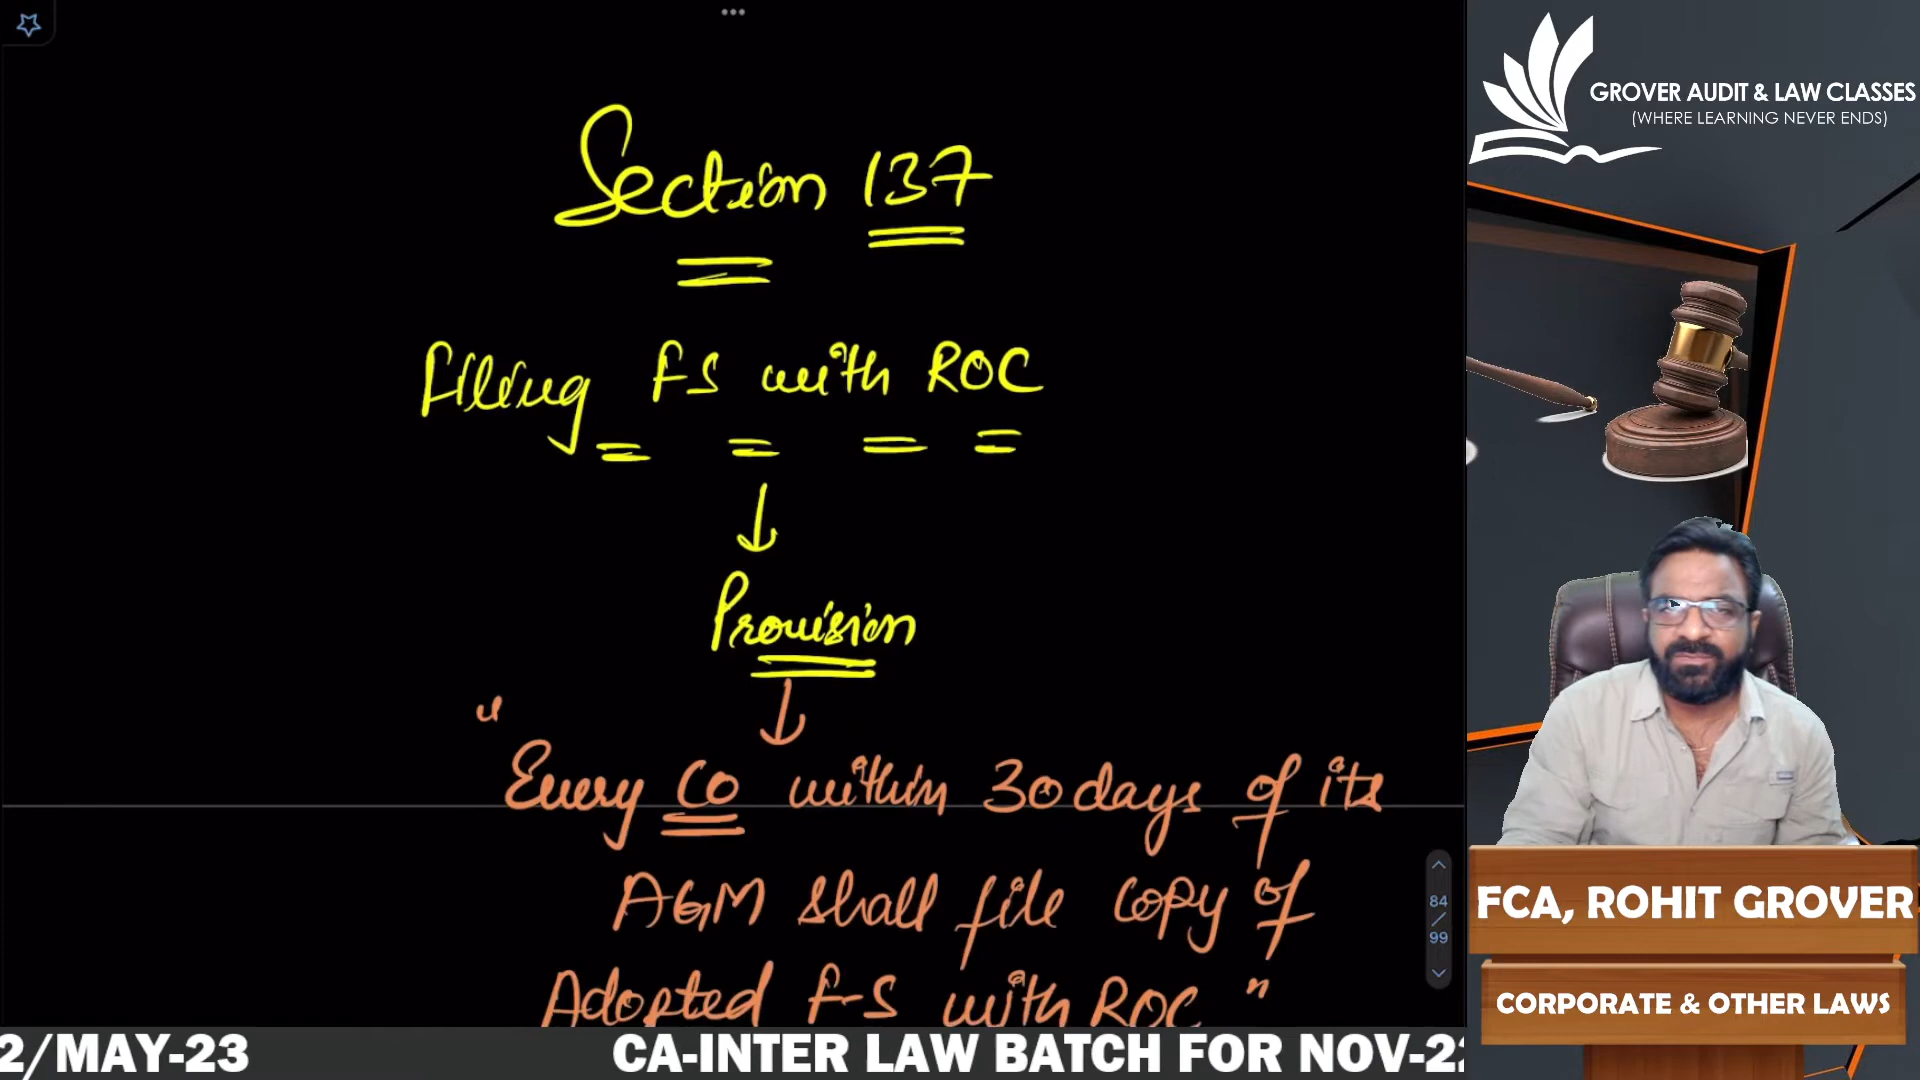 Section 137
Filing FS with ROC
Provision
"Every Co within 30 days of its
AGM shall file copy of
Adopted F-S with ROC"
84
/
99
GROVER AUDIT & LAW CLASSES
(WHERE LEARNING NEVER ENDS)
FCA, ROHIT GROVER
CORPORATE & OTHER LAWS
2/MAY-23 CA-INTER LAW BATCH FOR NOV-22